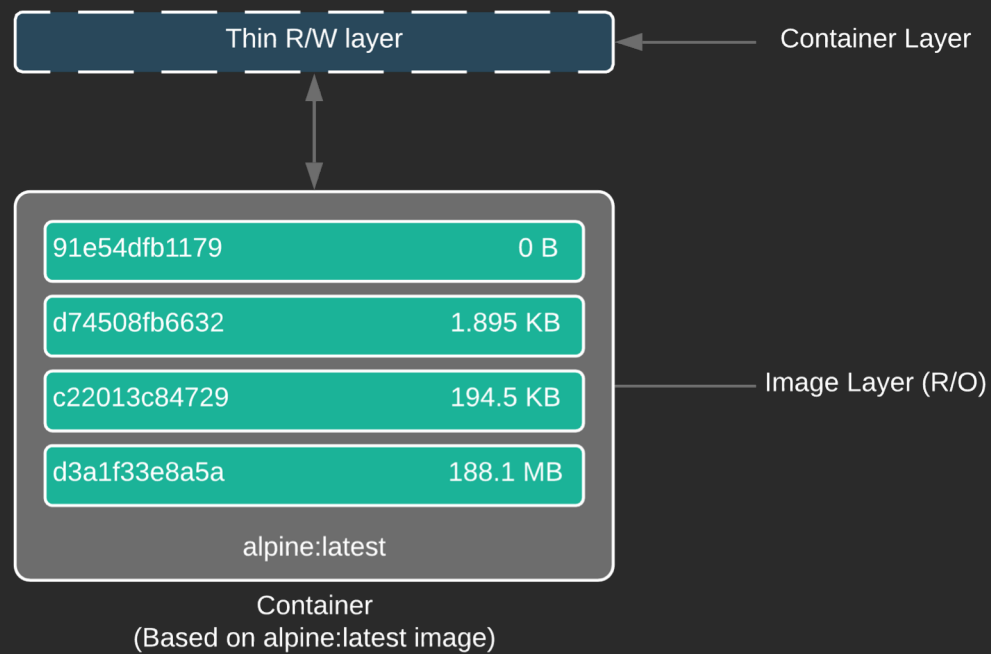 Thin R/W layer
Container Layer
91e54dfb1179 0 B
d74508fb6632 1.895 KB
c22013c84729 194.5 KB
Image Layer (R/O)
d3a1f33e8a5a 188.1 MB
alpine:latest
Container
(Based on alpine:latest image)